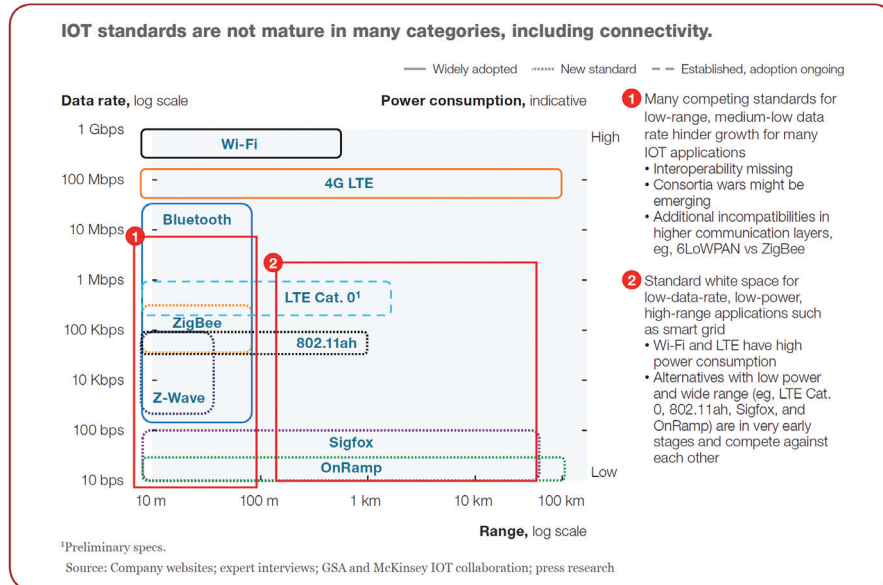 IOT standards are not mature in many categories, including connectivity.
Widely adopted
New standard
Established, adoption ongoing
Data rate, log scale
Power consumption, indicative
1 Gbps
100 Mbps
10 Mbps
1 Mbps
100 Kbps
10 Kbps
100 bps
10 bps
High
Low
Wi-Fi
4G LTE
Bluetooth
1
2
LTE Cat. 0¹
ZigBee
802.11ah
Z-Wave
Sigfox
OnRamp
10 m
100 m
1 km
10 km
100 km
Range, log scale
1 Many competing standards for
low-range, medium-low data
rate hinder growth for many
IOT applications
• Interoperability missing
• Consortia wars might be
emerging
• Additional incompatibilities in
higher communication layers,
eg, 6LoWPAN vs ZigBee
2 Standard white space for
low-data-rate, low-power,
high-range applications such
as smart grid
• Wi-Fi and LTE have high
power consumption
• Alternatives with low power
and wide range (eg, LTE Cat.
0, 802.11ah, Sigfox, and
OnRamp) are in very early
stages and compete against
each other
¹Preliminary specs.
Source: Company websites; expert interviews; GSA and McKinsey IOT collaboration; press research